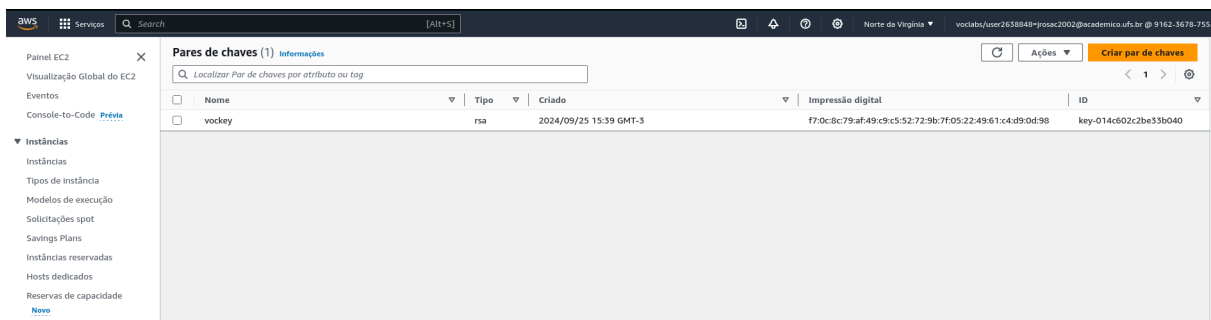 aws Serviços Search [Alt+S] Norte da Virgínia ▼ voclabs/user2638848=jrosac2002@academico.ufs.br @ 9162-3678-755
Painel EC2
Visualização Global do EC2
Eventos
Console-to-Code Prévia
▼ Instâncias
Instâncias
Tipos de instância
Modelos de execução
Solicitações spot
Savings Plans
Instâncias reservadas
Hosts dedicados
Reservas de capacidade
Novo
Pares de chaves (1) Informações
Ações ▼ Criar par de chaves
Localizar Par de chaves por atributo ou tag
< 1 >
Nome Tipo Criado Impressão digital ID
vockey rsa 2024/09/25 15:39 GMT-3 f7:0c:8c:79:af:49:c9:c5:52:72:9b:7f:05:22:49:61:c4:d9:0d:98 key-014c602c2be33b040